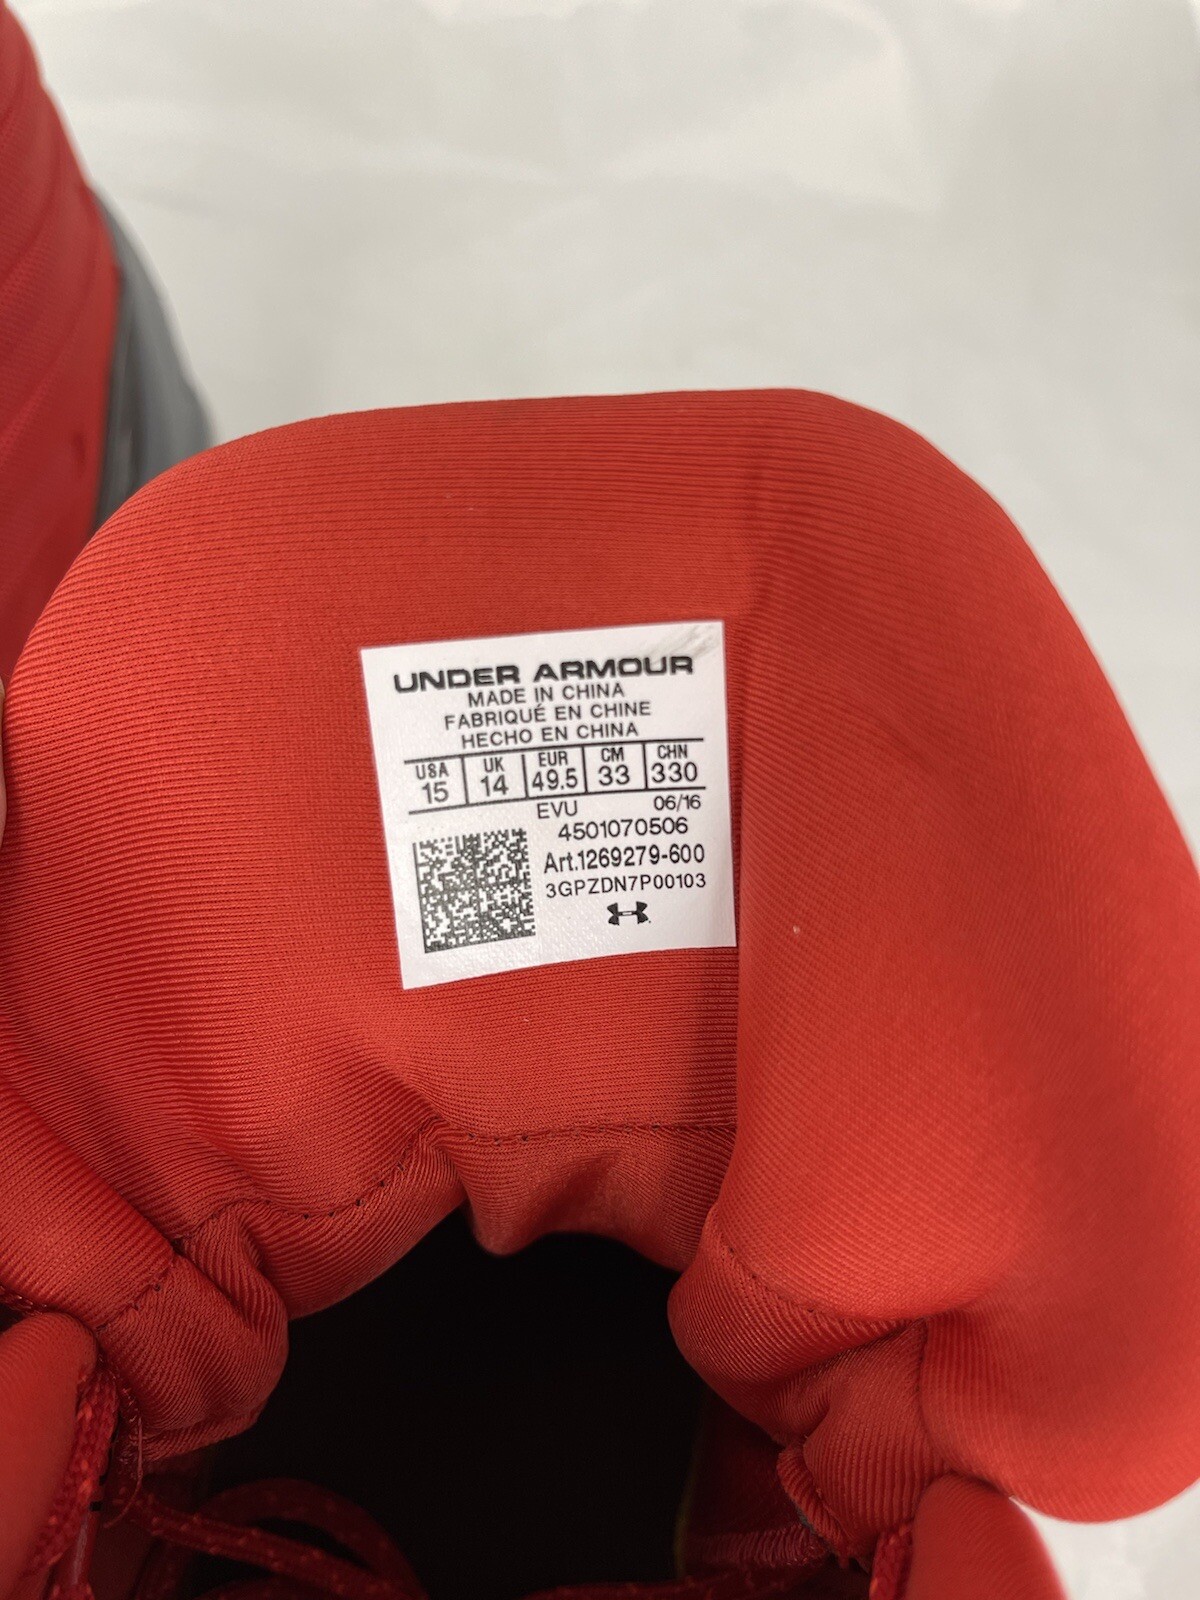 UNDER ARMOUR
MADE IN CHINA
FABRIQUÉ EN CHINE
HECHO EN CHINA
USA UK EUR CM CHN
15 14 49.5 33 330
EVU 06/16
4501070506
Art.1269279-600
3GPZDN7P00103